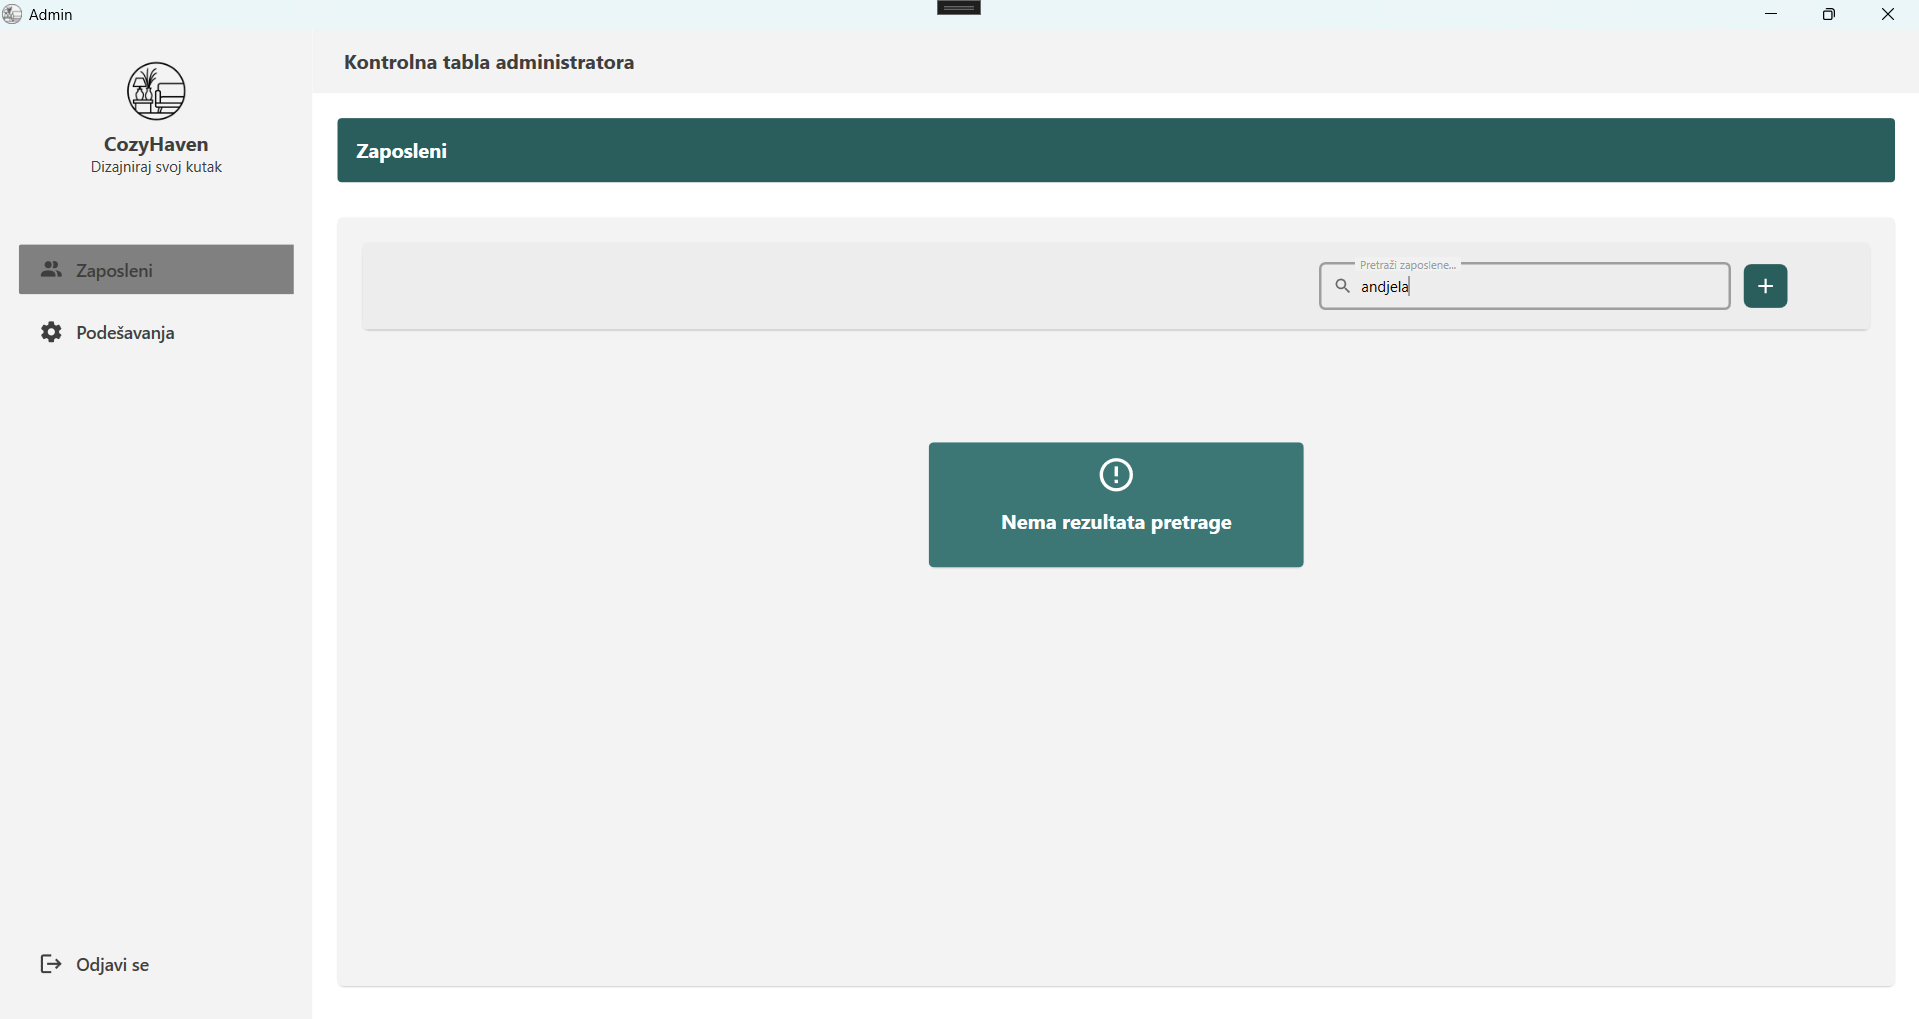 Admin
CozyHaven
Dizajniraj svoj kutak
Zaposleni
Podešavanja
Odjavi se
Kontrolna tabla administratora
Zaposleni
Pretraži zaposlene...
andjela
Nema rezultata pretrage